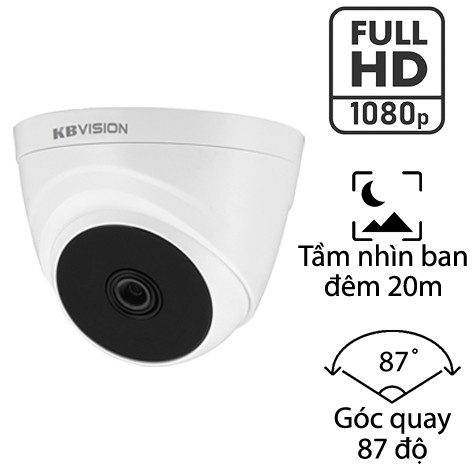 FULL
HD
1080p
KBVISION
Tầm nhìn ban
đêm 20m
87°
Góc quay
87 độ